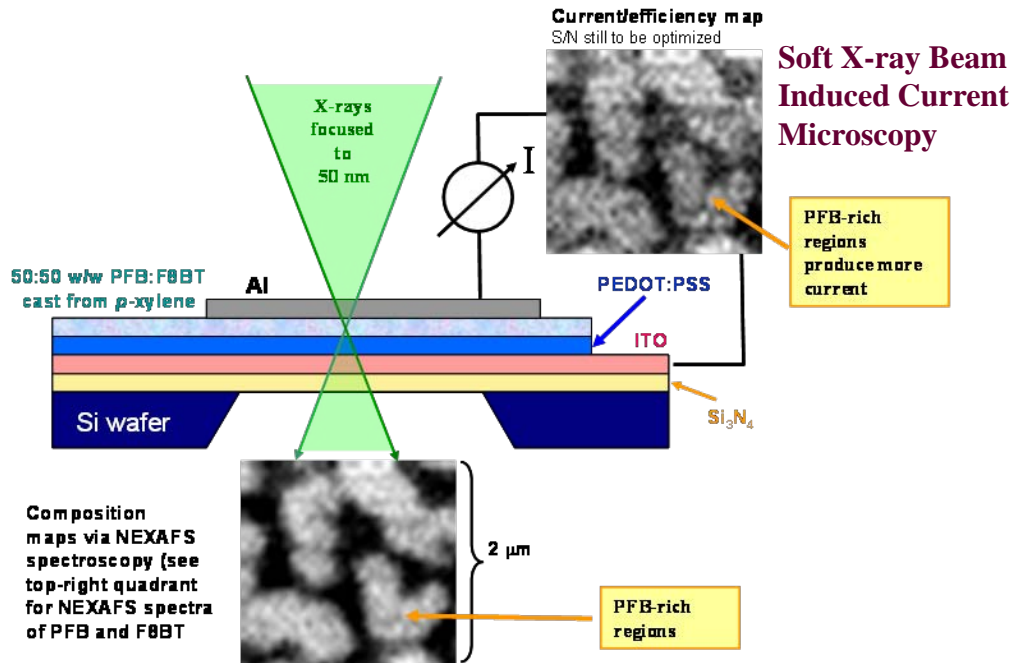 Current/efficiency map
S/N still to be optimized
Soft X-ray Beam
Induced Current
Microscopy
X-rays
focused
to
50 nm
I
PFB-rich
regions
produce more
current
50:50 w/w PFB:F8BT
cast from p-xylene
Al
PEDOT:PSS
ITO
Si wafer
Si₃N₄
Composition
maps via NEXAFS
spectroscopy (see
top-right quadrant
for NEXAFS spectra
of PFB and F8BT
2 μm
PFB-rich
regions